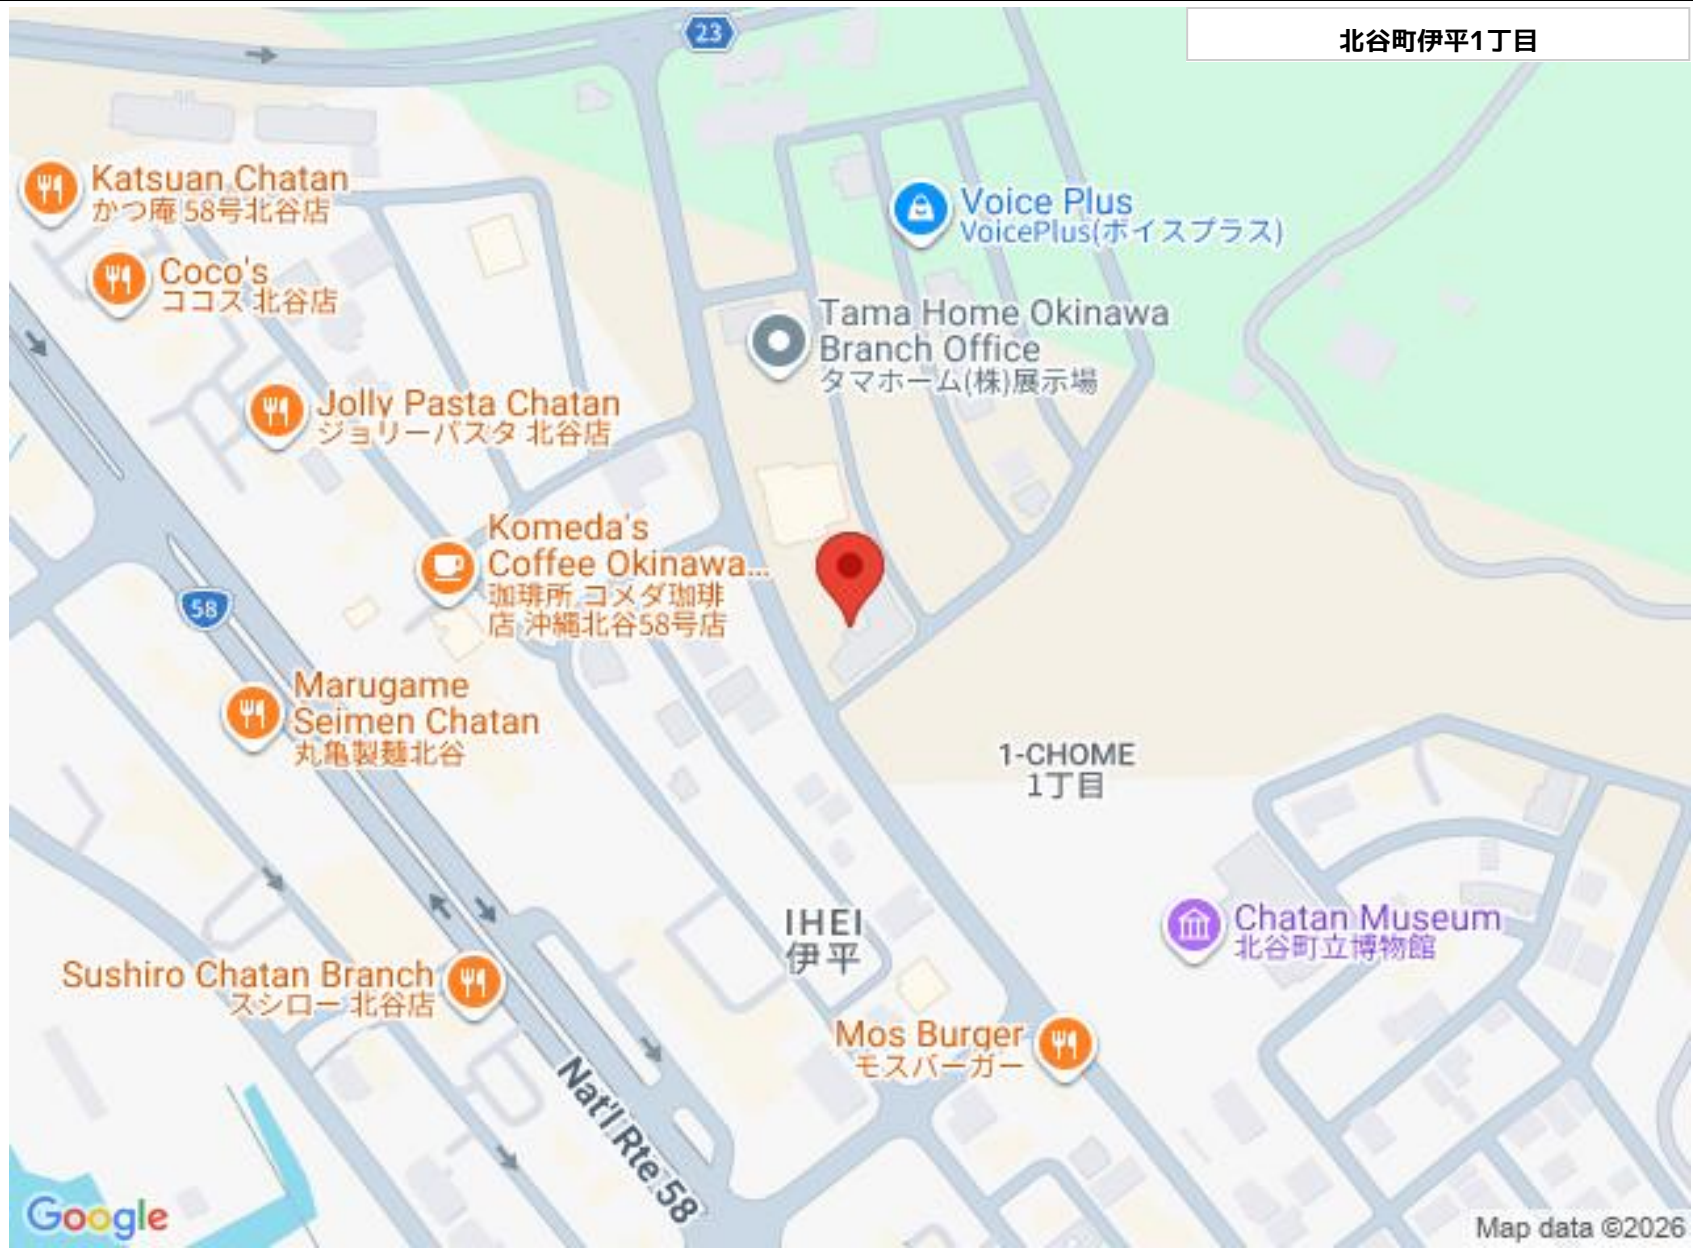 北谷町伊平1丁目
23
Katsuan Chatan
かつ庵 58号北谷店
Voice Plus
VoicePlus(ボイスプラス)
Coco's
ココス 北谷店
Tama Home Okinawa
Branch Office
タマホーム(株)展示場
Jolly Pasta Chatan
ジョリーパスタ 北谷店
Komeda's
Coffee Okinawa...
珈琲所 コメダ珈琲
店 沖縄北谷58号店
58
Marugame
Seimen Chatan
丸亀製麺北谷
1-CHOME
1丁目
IHEI
伊平
Chatan Museum
北谷町立博物館
Sushiro Chatan Branch
スシロー 北谷店
Mos Burger
モスバーガー
Nat'l Rte 58
Google
Map data ©2026